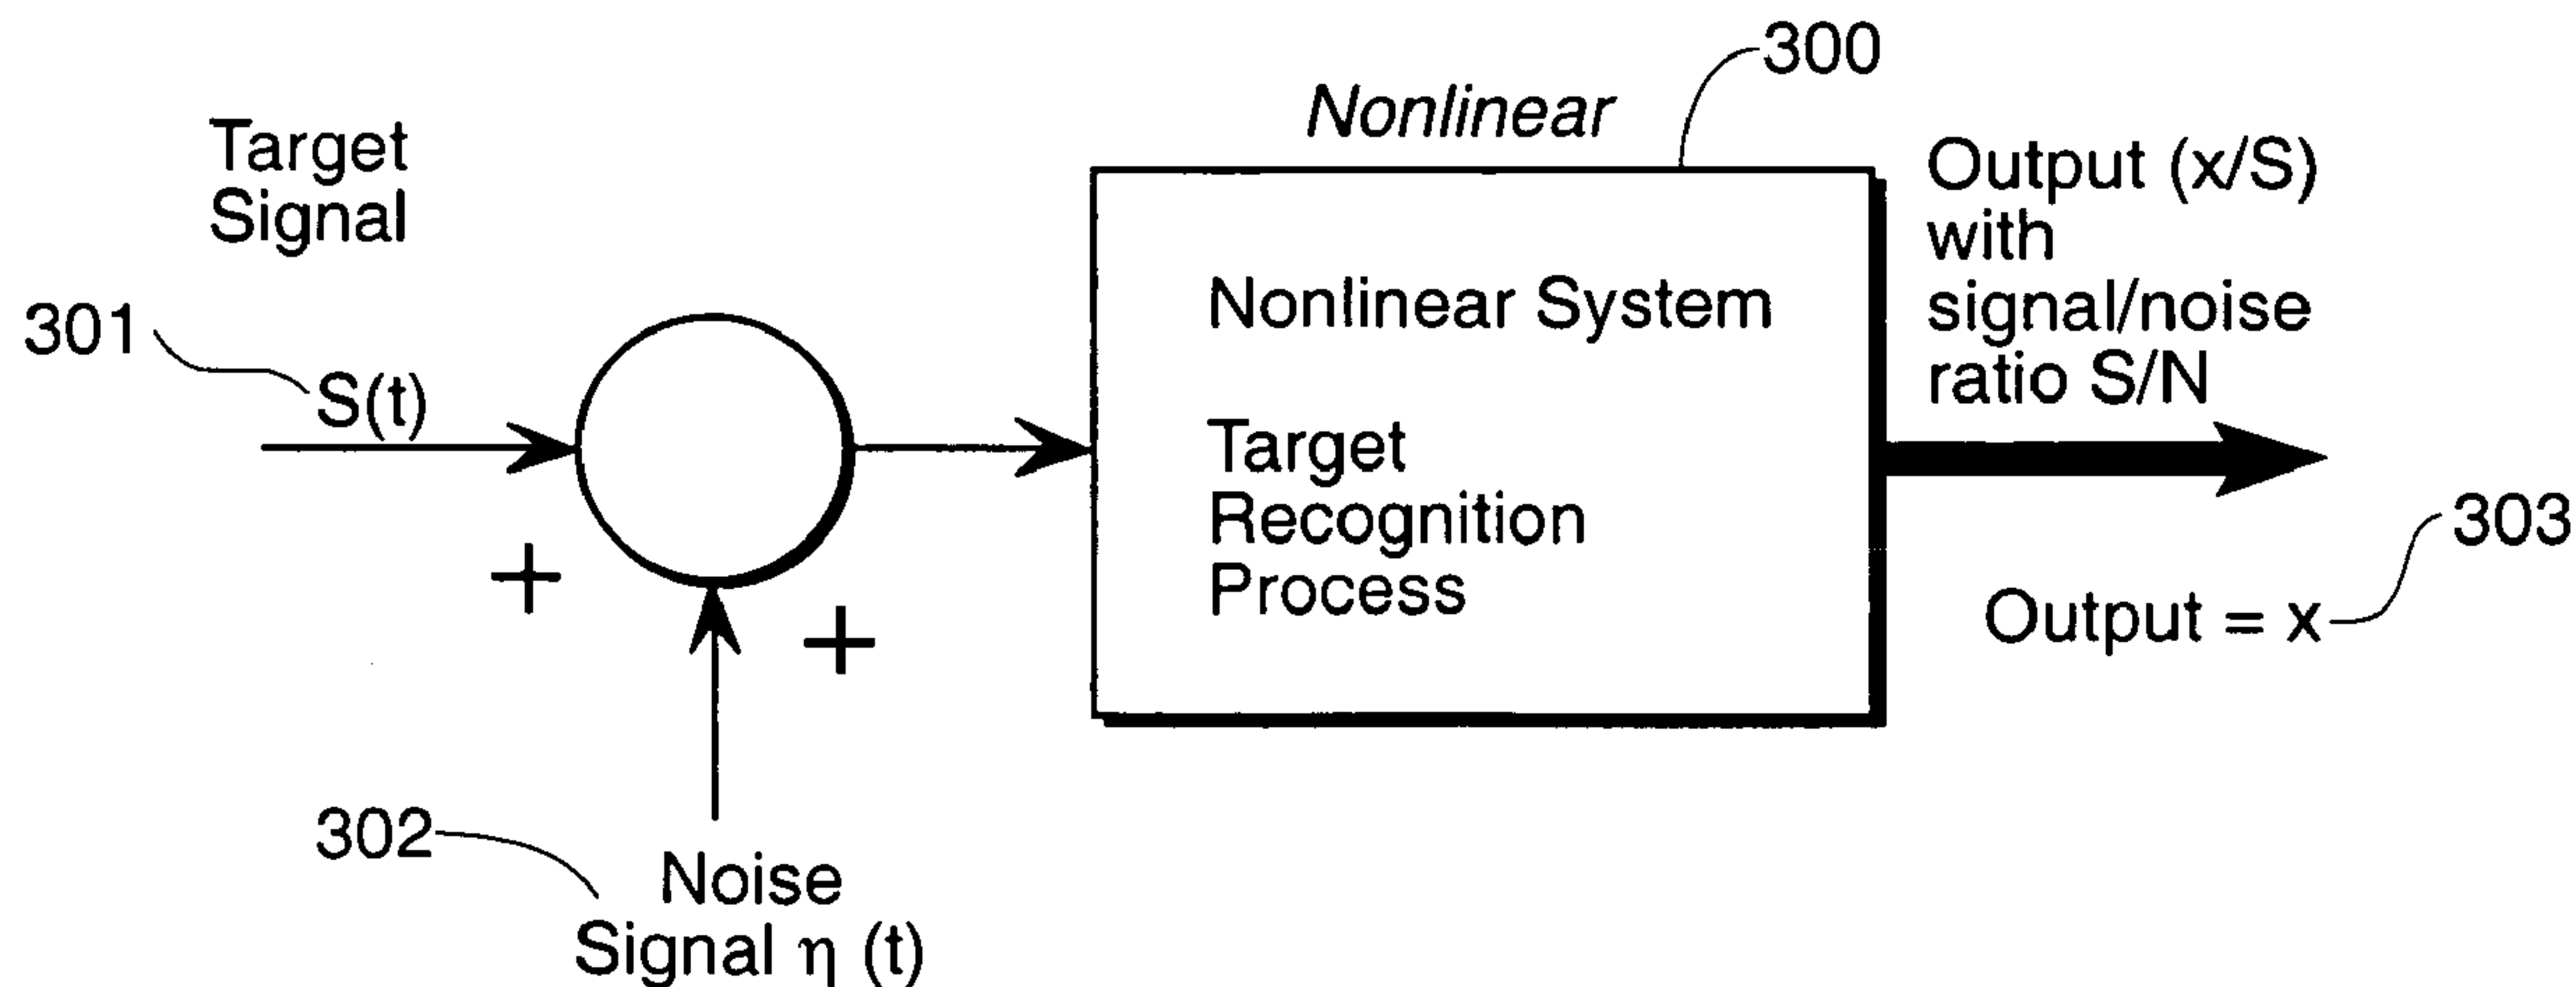 300
Nonlinear
Target
Signal
301
S(t)
+
+
302
Noise
Signal η (t)
Nonlinear System
Target
Recognition
Process
Output (x/S)
with
signal/noise
ratio S/N
303
Output = x